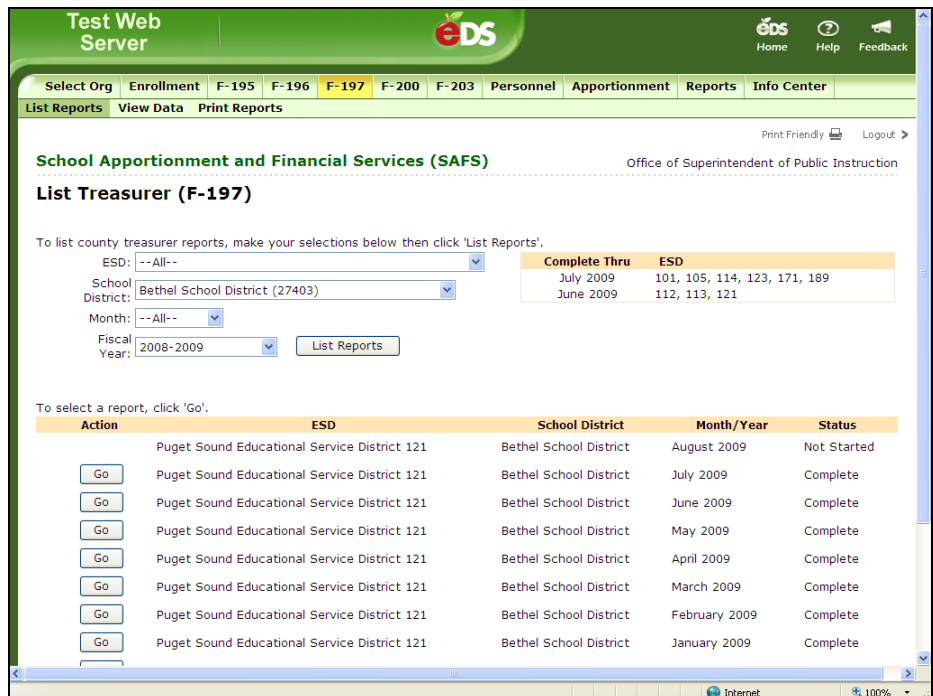 Test Web
Server
eDS
eDS
Home
Help
Feedback
Select Org Enrollment F-195 F-196 F-197 F-200 F-203 Personnel Apportionment Reports Info Center
List Reports View Data Print Reports
Print Friendly Logout >
School Apportionment and Financial Services (SAFS) Office of Superintendent of Public Instruction
List Treasurer (F-197)
To list county treasurer reports, make your selections below then click 'List Reports'.
ESD: --All--
School
District: Bethel School District (27403)
Month: --All--
Fiscal
Year: 2008-2009 List Reports
Complete Thru ESD
July 2009 101, 105, 114, 123, 171, 189
June 2009 112, 113, 121
To select a report, click 'Go'.
Action ESD School District Month/Year Status
Puget Sound Educational Service District 121 Bethel School District August 2009 Not Started
Go Puget Sound Educational Service District 121 Bethel School District July 2009 Complete
Go Puget Sound Educational Service District 121 Bethel School District June 2009 Complete
Go Puget Sound Educational Service District 121 Bethel School District May 2009 Complete
Go Puget Sound Educational Service District 121 Bethel School District April 2009 Complete
Go Puget Sound Educational Service District 121 Bethel School District March 2009 Complete
Go Puget Sound Educational Service District 121 Bethel School District February 2009 Complete
Go Puget Sound Educational Service District 121 Bethel School District January 2009 Complete
Internet 100%